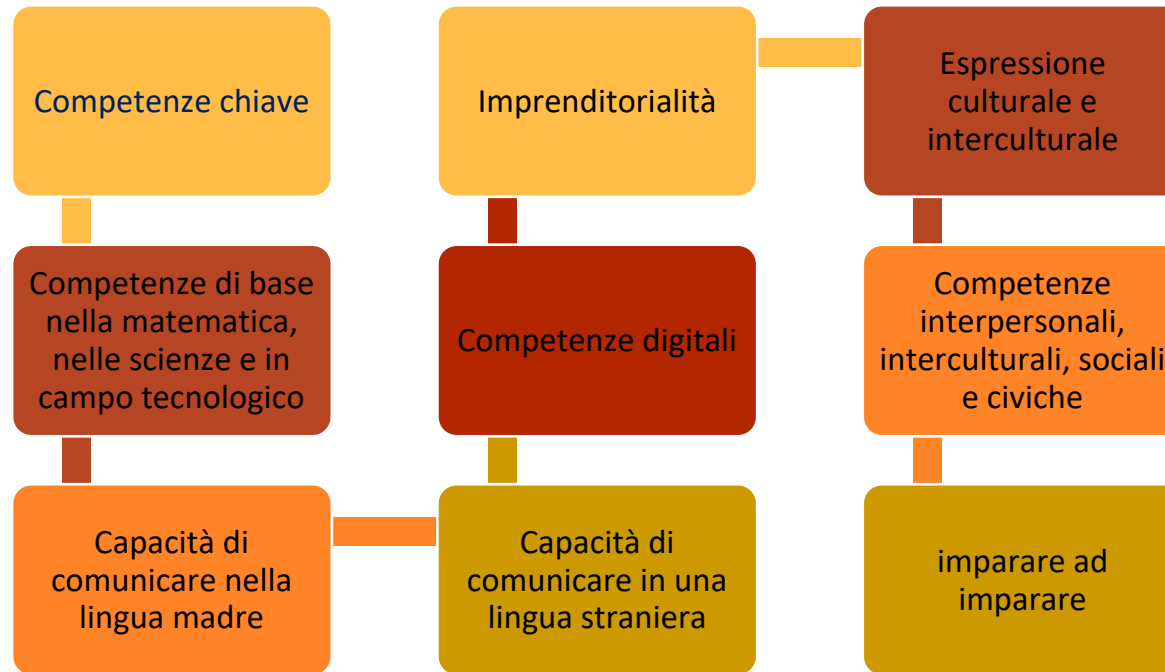 Competenze chiave
Competenze di base
nella matematica,
nelle scienze e in
campo tecnologico
Capacità di
comunicare nella
lingua madre
Capacità di
comunicare in una
lingua straniera
Competenze digitali
Imprenditorialità
Espressione
culturale e
interculturale
Competenze
interpersonali,
interculturali, sociali
e civiche
imparare ad
imparare